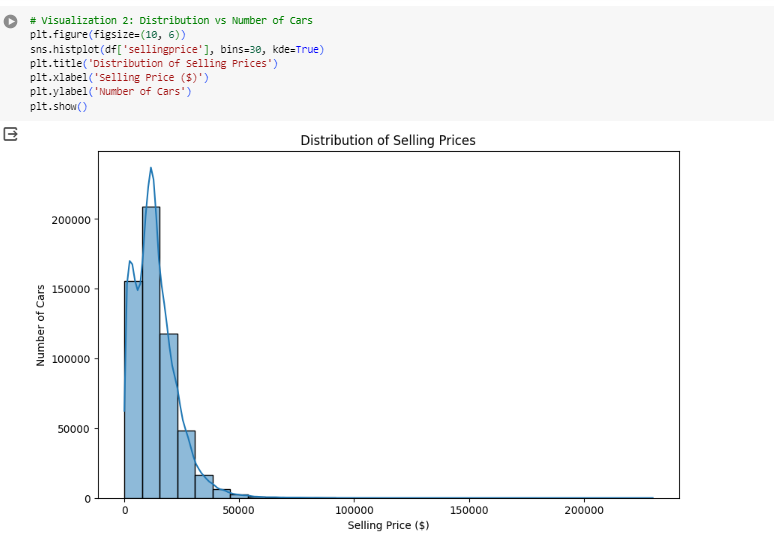 # Visualization 2: Distribution vs Number of Cars
plt.figure(figsize=(10, 6))
sns.histplot(df['sellingprice'], bins=30, kde=True)
plt.title('Distribution of Selling Prices')
plt.xlabel('Selling Price ($)')
plt.ylabel('Number of Cars')
plt.show()
Distribution of Selling Prices
200000
150000
100000
50000
0
Number of Cars
0 50000 100000 150000 200000
Selling Price ($)